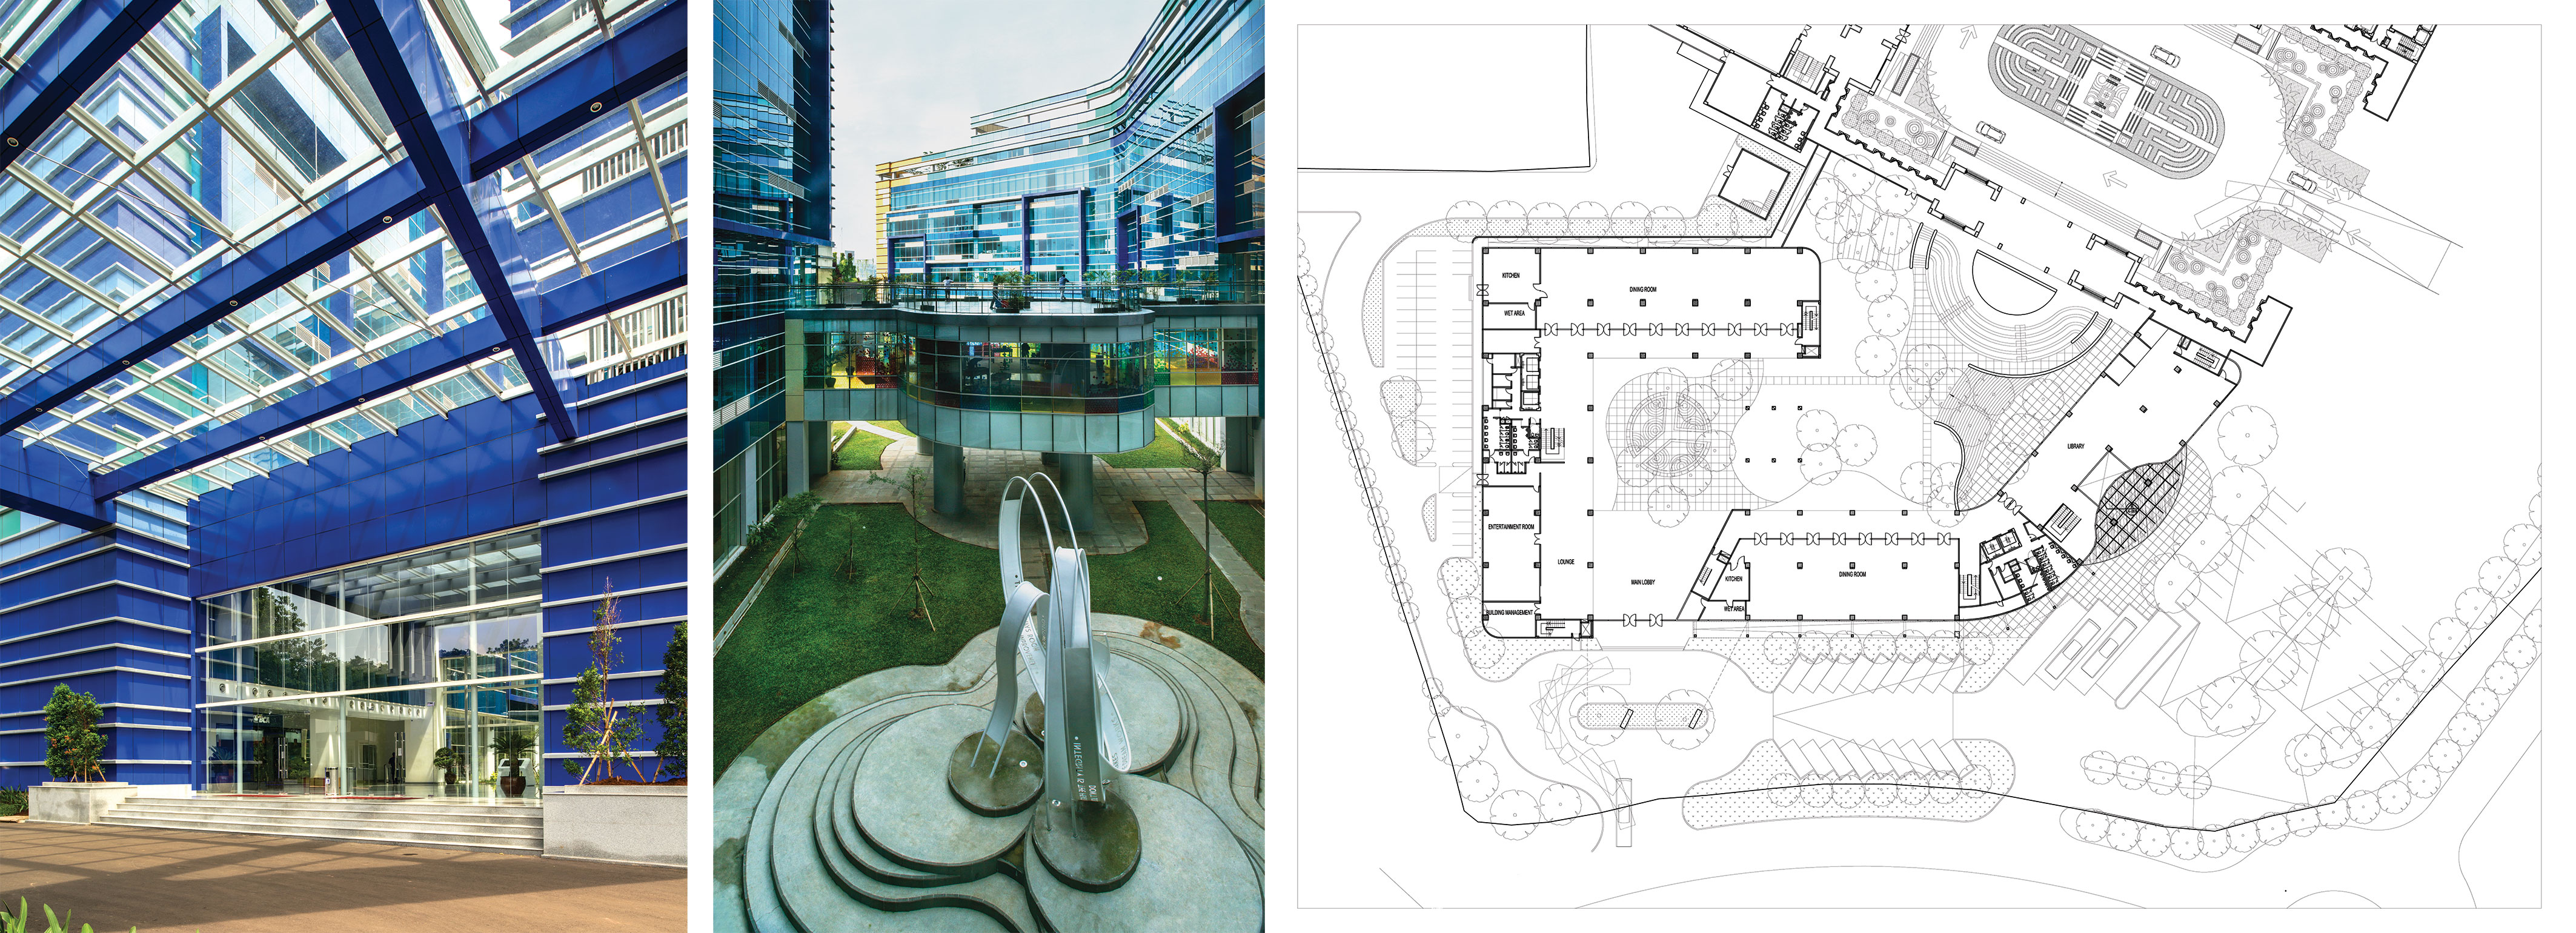 BCA
KITCHEN
DINING ROOM
WET AREA
LIBRARY
ENTERTAINMENT ROOM
LOUNGE
MAIN LOBBY
KITCHEN
DINING ROOM
WET AREA
BUILDING MANAGEMENT